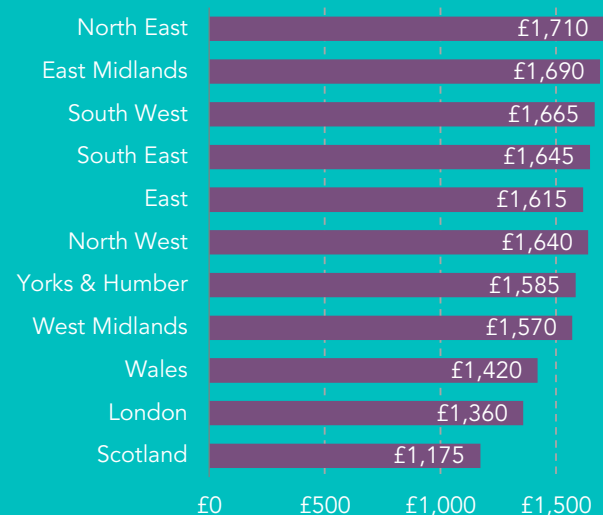 North East £1,710
East Midlands £1,690
South West £1,665
South East £1,645
East £1,615
North West £1,640
Yorks & Humber £1,585
West Midlands £1,570
Wales £1,420
London £1,360
Scotland £1,175
£0 £500 £1,000 £1,500